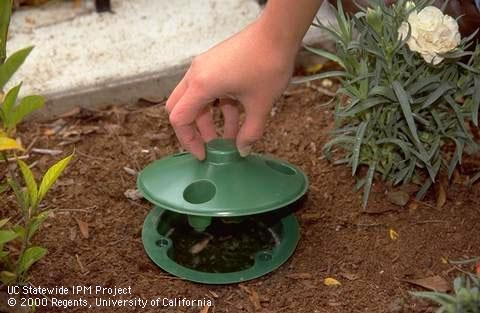 UC Statewide IPM Project
© 2000 Regents, University of California